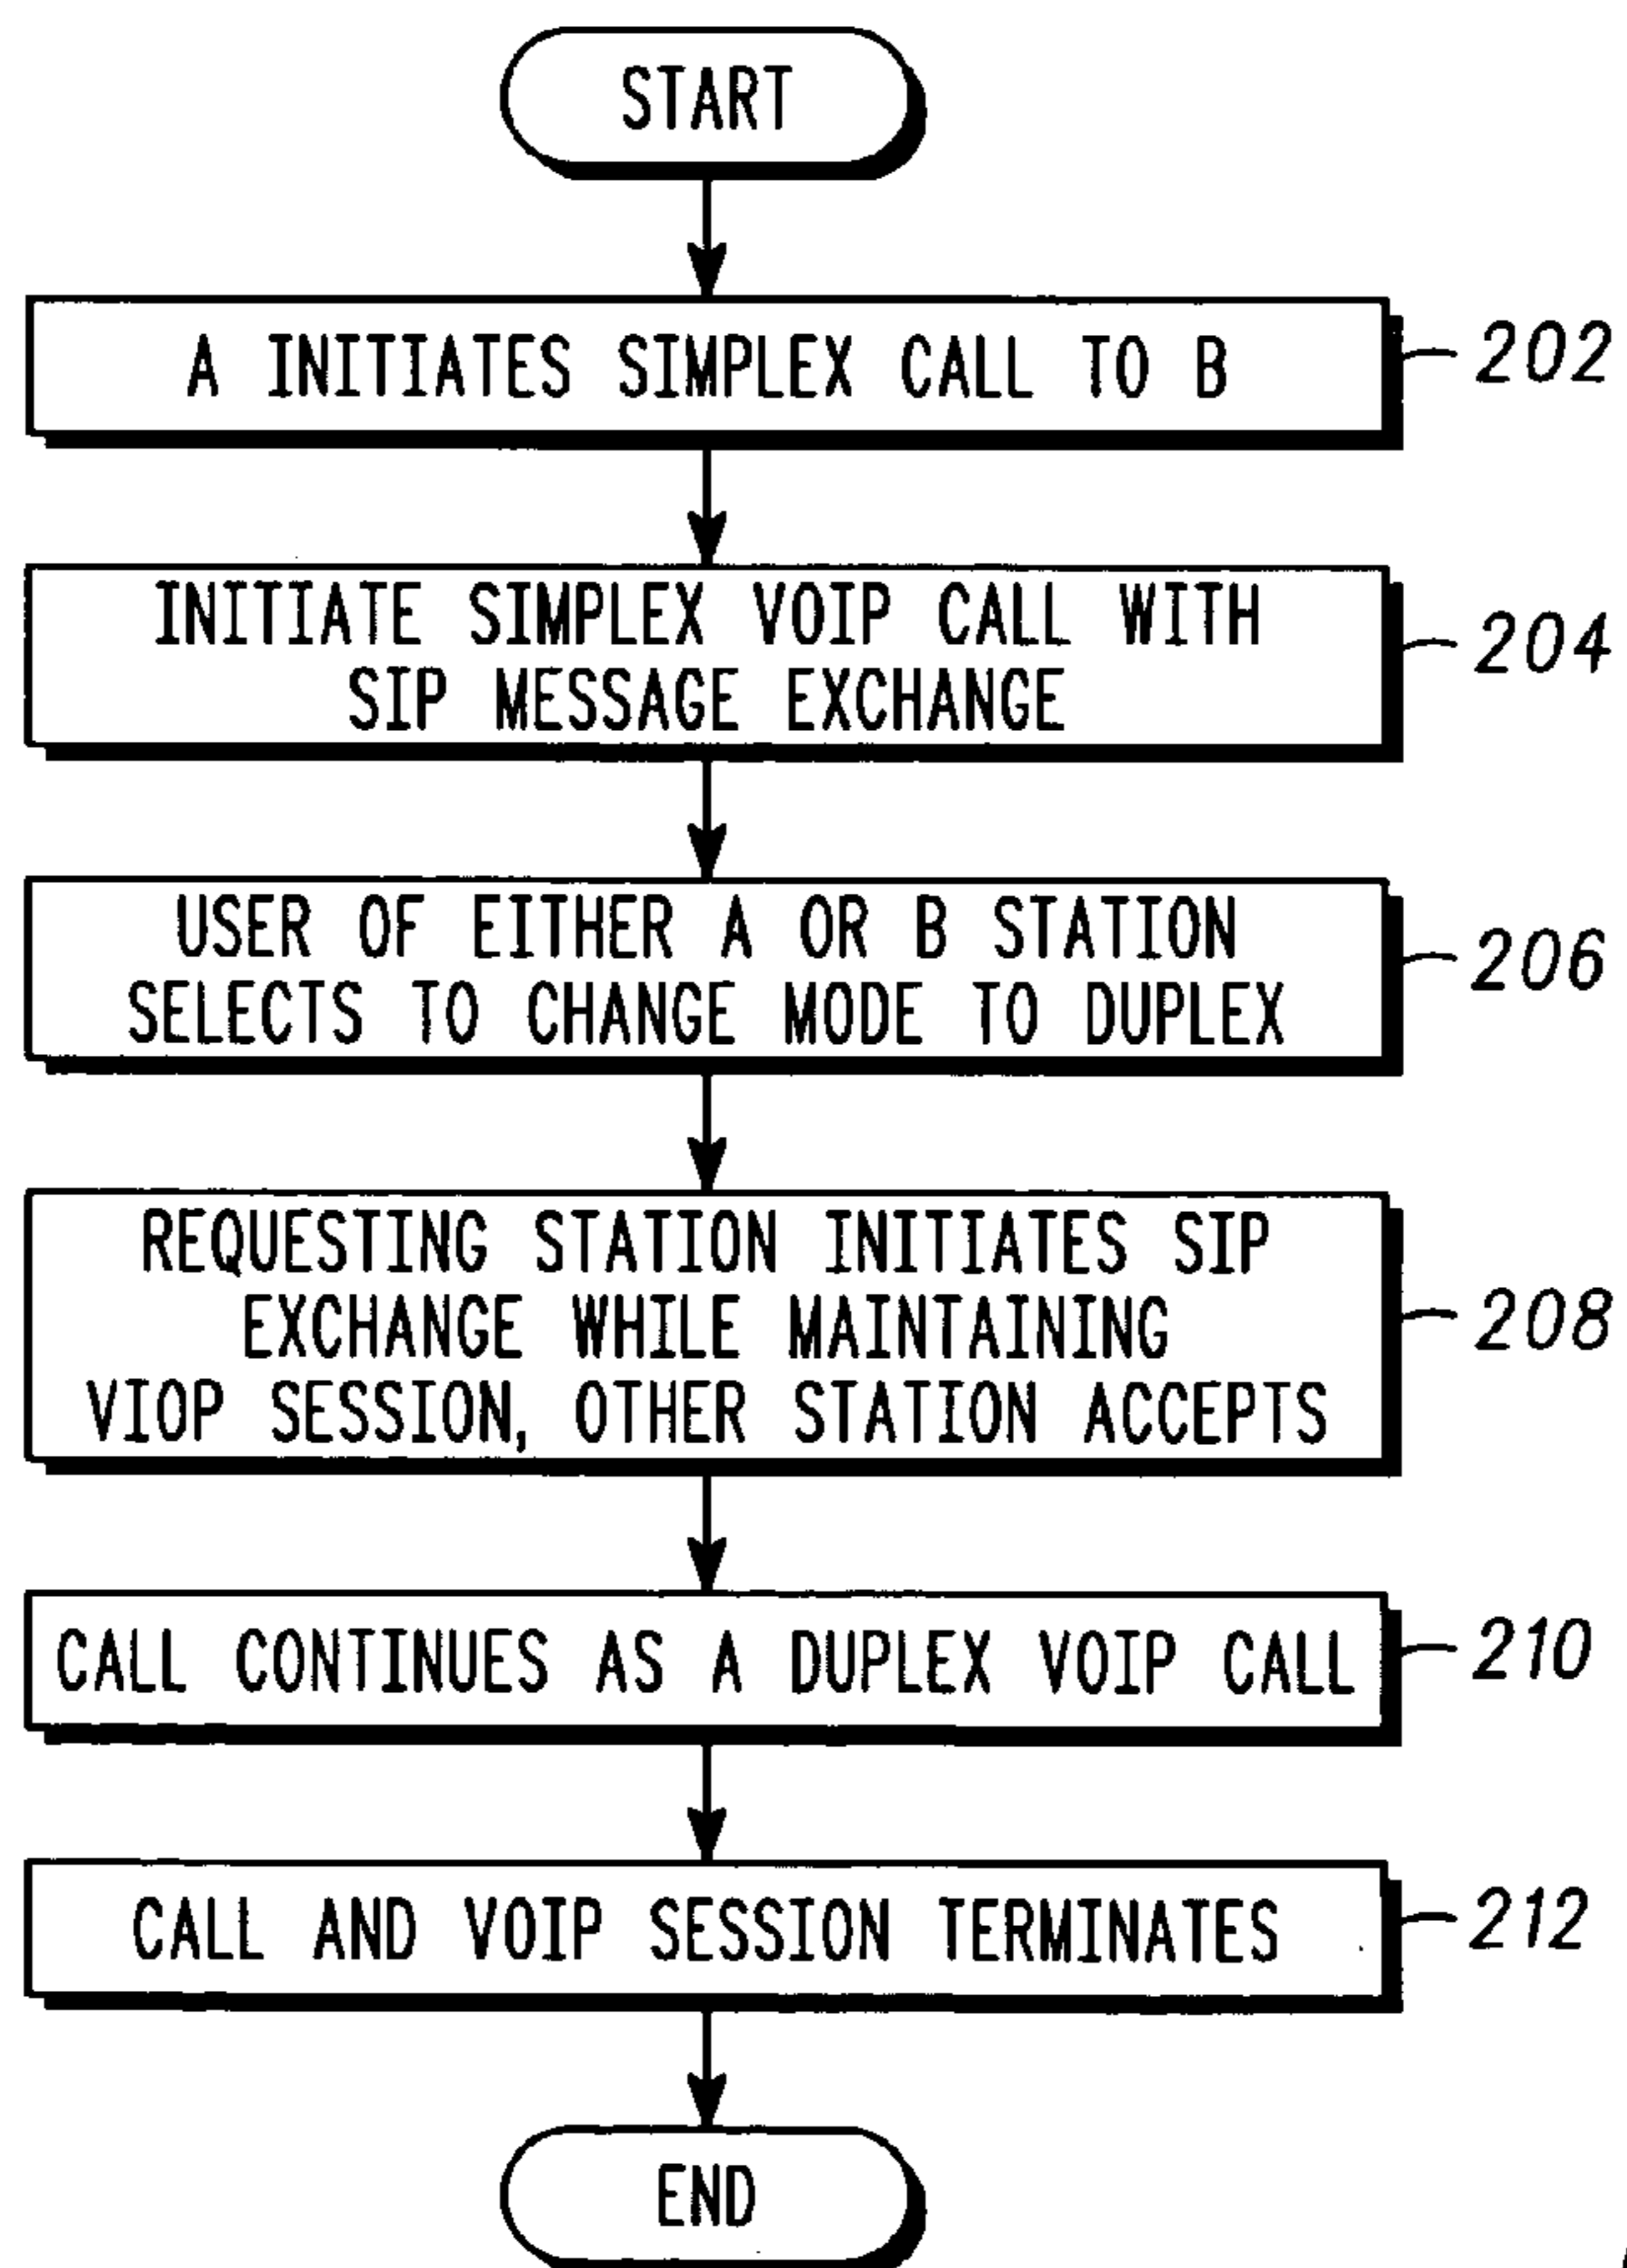 START
A INITIATES SIMPLEX CALL TO B
202
INITIATE SIMPLEX VOIP CALL WITH
SIP MESSAGE EXCHANGE
204
USER OF EITHER A OR B STATION
SELECTS TO CHANGE MODE TO DUPLEX
206
REQUESTING STATION INITIATES SIP
EXCHANGE WHILE MAINTAINING
VIOP SESSION, OTHER STATION ACCEPTS
208
CALL CONTINUES AS A DUPLEX VOIP CALL
210
CALL AND VOIP SESSION TERMINATES
212
END